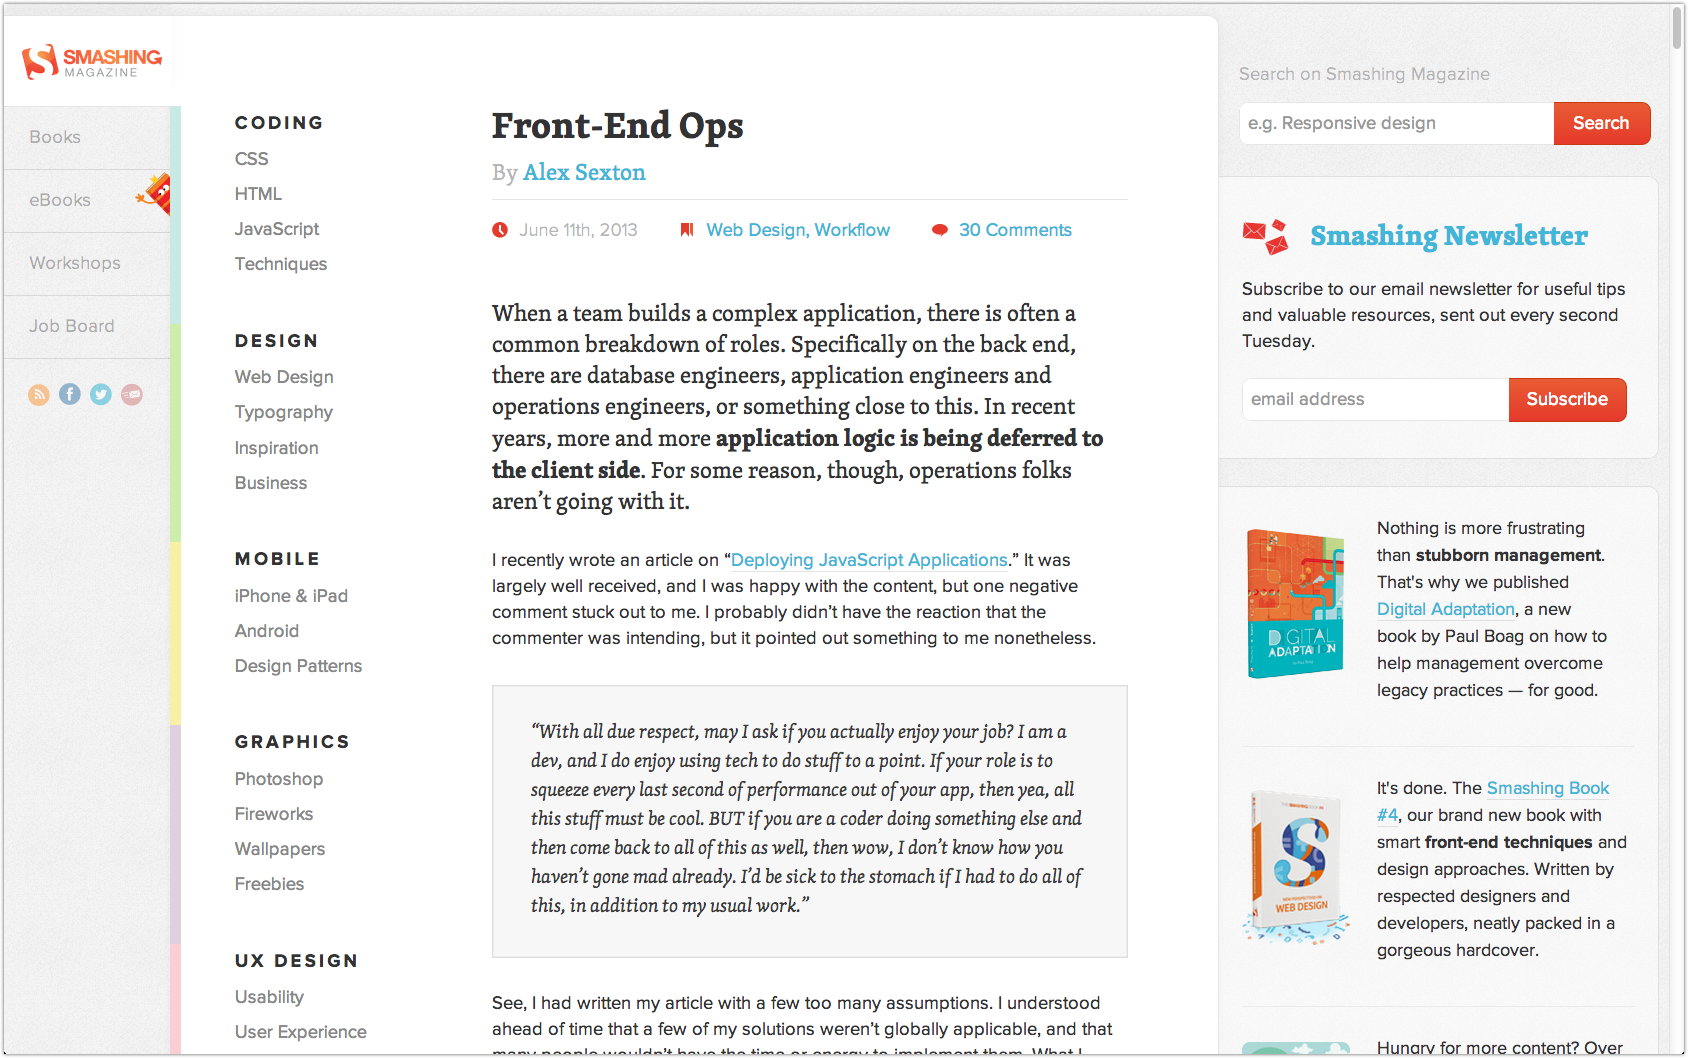 SMASHING
MAGAZINE
Books
eBooks
Workshops
Job Board
CODING
CSS
HTML
JavaScript
Techniques
DESIGN
Web Design
Typography
Inspiration
Business
MOBILE
iPhone & iPad
Android
Design Patterns
GRAPHICS
Photoshop
Fireworks
Wallpapers
Freebies
UX DESIGN
Usability
User Experience
Front-End Ops
By Alex Sexton
June 11th, 2013 Web Design, Workflow 30 Comments
When a team builds a complex application, there is often a
common breakdown of roles. Specifically on the back end,
there are database engineers, application engineers and
operations engineers, or something close to this. In recent
years, more and more application logic is being deferred to
the client side. For some reason, though, operations folks
aren’t going with it.
I recently wrote an article on “Deploying JavaScript Applications.” It was
largely well received, and I was happy with the content, but one negative
comment stuck out to me. I probably didn’t have the reaction that the
commenter was intending, but it pointed out something to me nonetheless.
“With all due respect, may I ask if you actually enjoy your job? I am a
dev, and I do enjoy using tech to do stuff to a point. If your role is to
squeeze every last second of performance out of your app, then yea, all
this stuff must be cool. BUT if you are a coder doing something else and
then come back to all of this as well, then wow, I don’t know how you
haven’t gone mad already. I’d be sick to the stomach if I had to do all of
this, in addition to my usual work.”
See, I had written my article with a few too many assumptions. I understood
ahead of time that a few of my solutions weren’t globally applicable, and that
many people wouldn’t have the time or energy to implement them. What I
Search on Smashing Magazine
e.g. Responsive design Search
Smashing Newsletter
Subscribe to our email newsletter for useful tips
and valuable resources, sent out every second
Tuesday.
email address Subscribe
DIGITAL
ADAPTATION
Nothing is more frustrating
than stubborn management.
That's why we published
Digital Adaptation, a new
book by Paul Boag on how to
help management overcome
legacy practices — for good.
WEB DESIGN
It's done. The Smashing Book
#4, our brand new book with
smart front-end techniques and
design approaches. Written by
respected designers and
developers, neatly packed in a
gorgeous hardcover.
Hungry for more content? Over